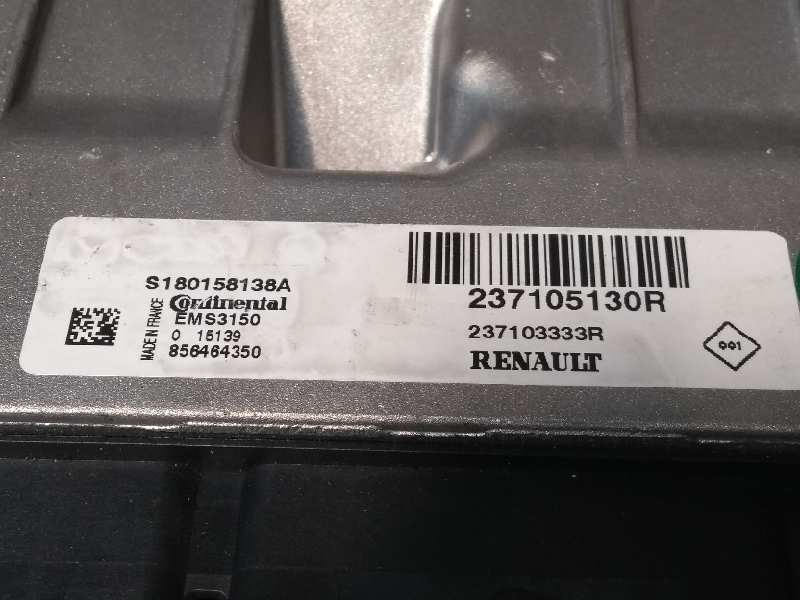 S180158138A
Continental
EMS3150
0 15139
856464350
MADE IN FRANCE
237105130R
237103333R
RENAULT
001